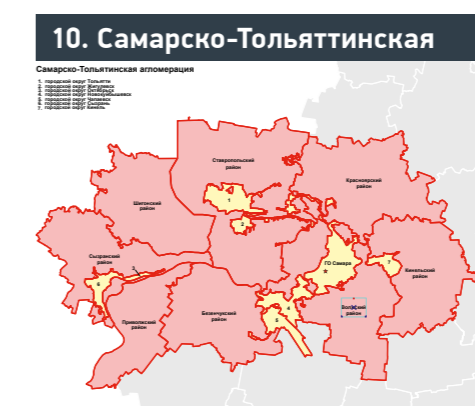 10. Самарско-Тольяттинская
Самарско-Тольятинская агломерация
1. городской округ Тольятти
2. городской округ Жигулевск
3. городской округ Октябрьск
4. городской округ Новокуйбышевск
5. городской округ Чапаевск
6. городской округ Сызрань
7. городской округ Кинель
Ставропольский
район
Красноярский
район
Шигонский
район
1
2
ГО Самара
7
Кинельский
район
Сызранский
район
3
6
Волжский
район
4
5
Безенчукский
район
Приволжский
район